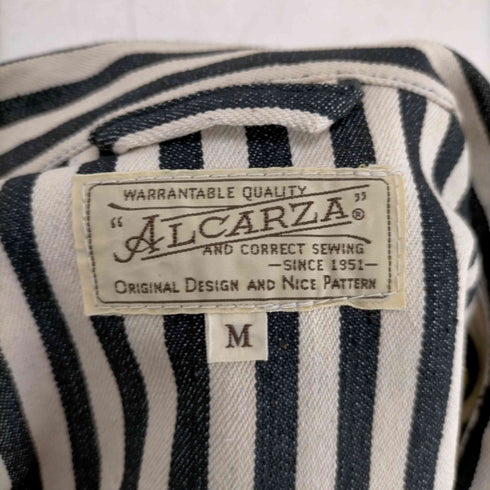 WARRANTABLE QUALITY
"ALCARZA"®
AND CORRECT SEWING
—SINCE 1951—
ORIGINAL DESIGN AND NICE PATTERN
M